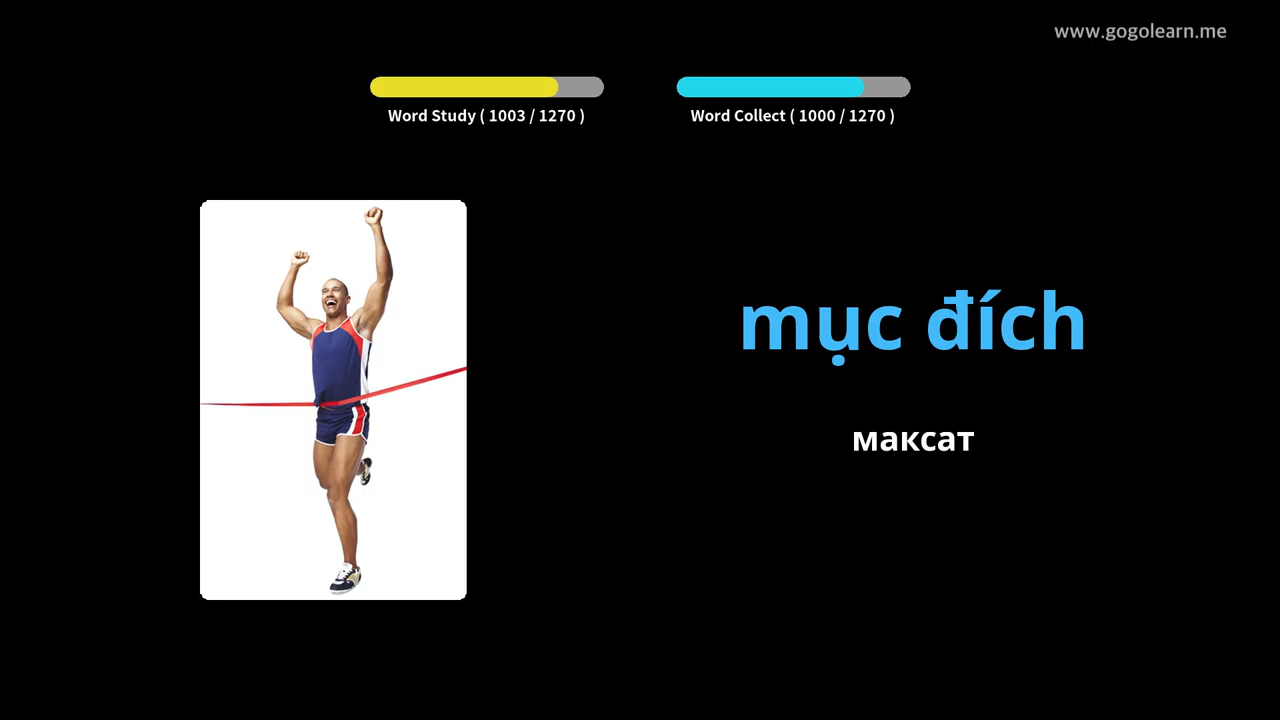 www.gogolearn.me
Word Study ( 1003 / 1270 )
Word Collect ( 1000 / 1270 )
mục đích
максат